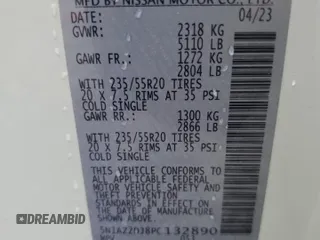 MFD BY NISSAN MOTOR CO., LTD.
DATE: 04/23
GVWR: 2318 KG
5110 LB
GAWR FR.: 1272 KG
2804 LB
WITH 235/55R20 TIRES
20 X 7.5 RIMS AT 35 PSI
COLD SINGLE
GAWR RR.: 1300 KG
2866 LB
WITH 235/55R20 TIRES
20 X 7.5 RIMS AT 35 PSI
COLD SINGLE
THIS VEHICLE CONFORMS TO
ALL APPLICABLE FEDERAL
MOTOR VEHICLE SAFETY
STANDARDS IN EFFECT ON
THE DATE OF MANUFACTURE
SHOWN ABOVE.
132890
MPV
DREAMBID